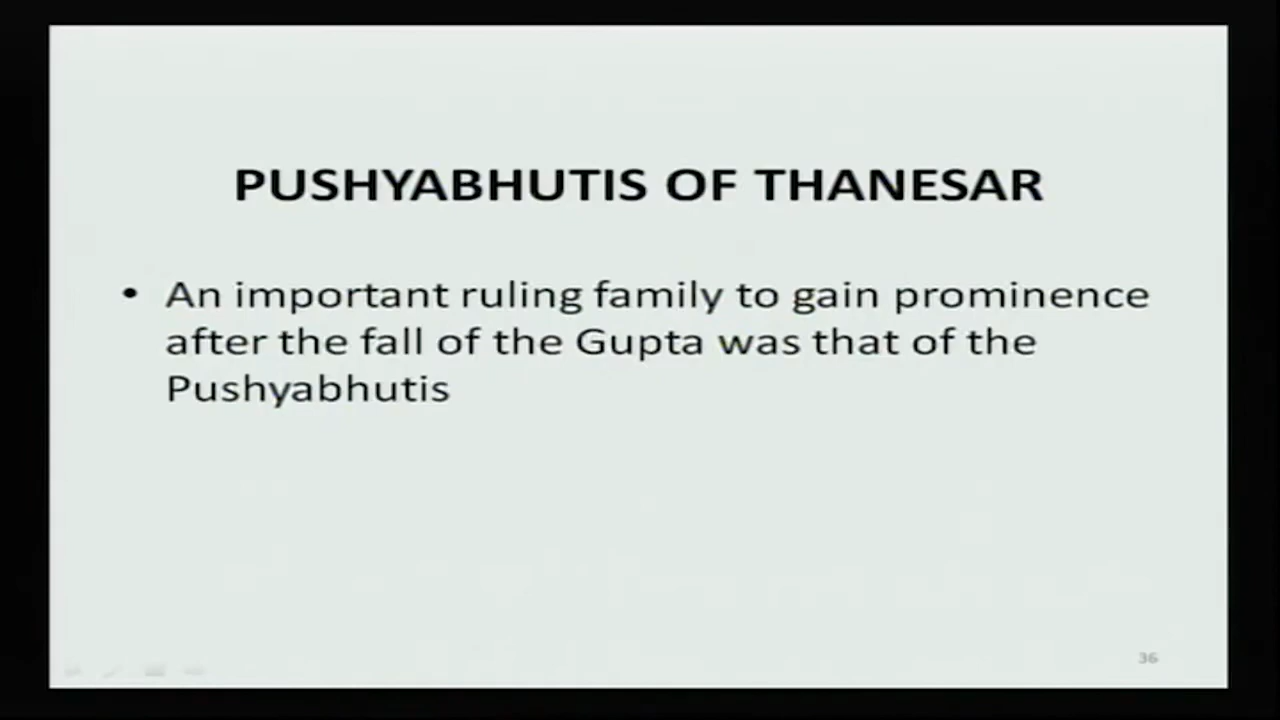 PUSHYABHUTIS OF THANESAR
• An important ruling family to gain prominence
after the fall of the Gupta was that of the
Pushyabhutis
36